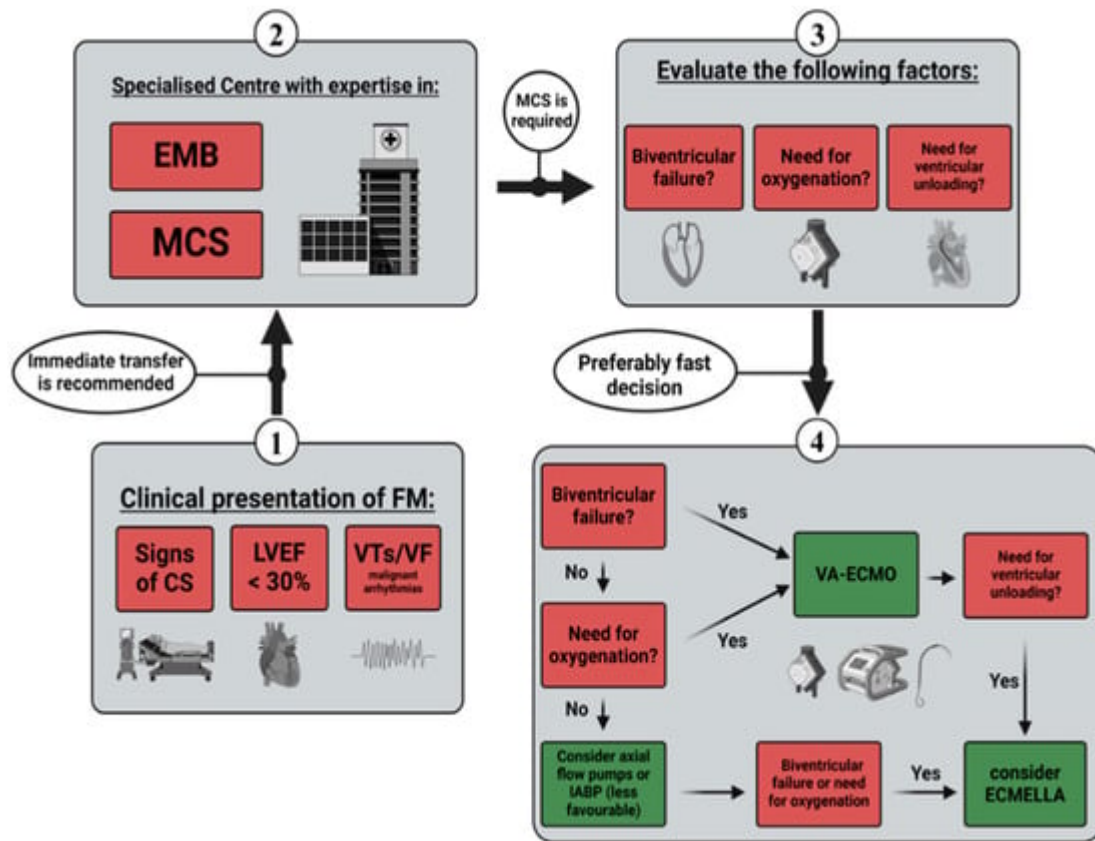 2
Specialised Centre with expertise in:
EMB
MCS
MCS is
required
3
Evaluate the following factors:
Biventricular
failure?
Need for
oxygenation?
Need for
ventricular
unloading?
Immediate transfer
is recommended
Preferably fast
decision
1
Clinical presentation of FM:
Signs
of CS
LVEF
< 30%
VTs/VF
malignant
arrhythmias
4
Biventricular
failure?
Yes
No
Need for
oxygenation?
Yes
No
VA-ECMO
Need for
ventricular
unloading?
Yes
Consider axial
flow pumps or
IABP (less
favourable)
Biventricular
failure or need
for oxygenation
Yes
consider
ECMELLA